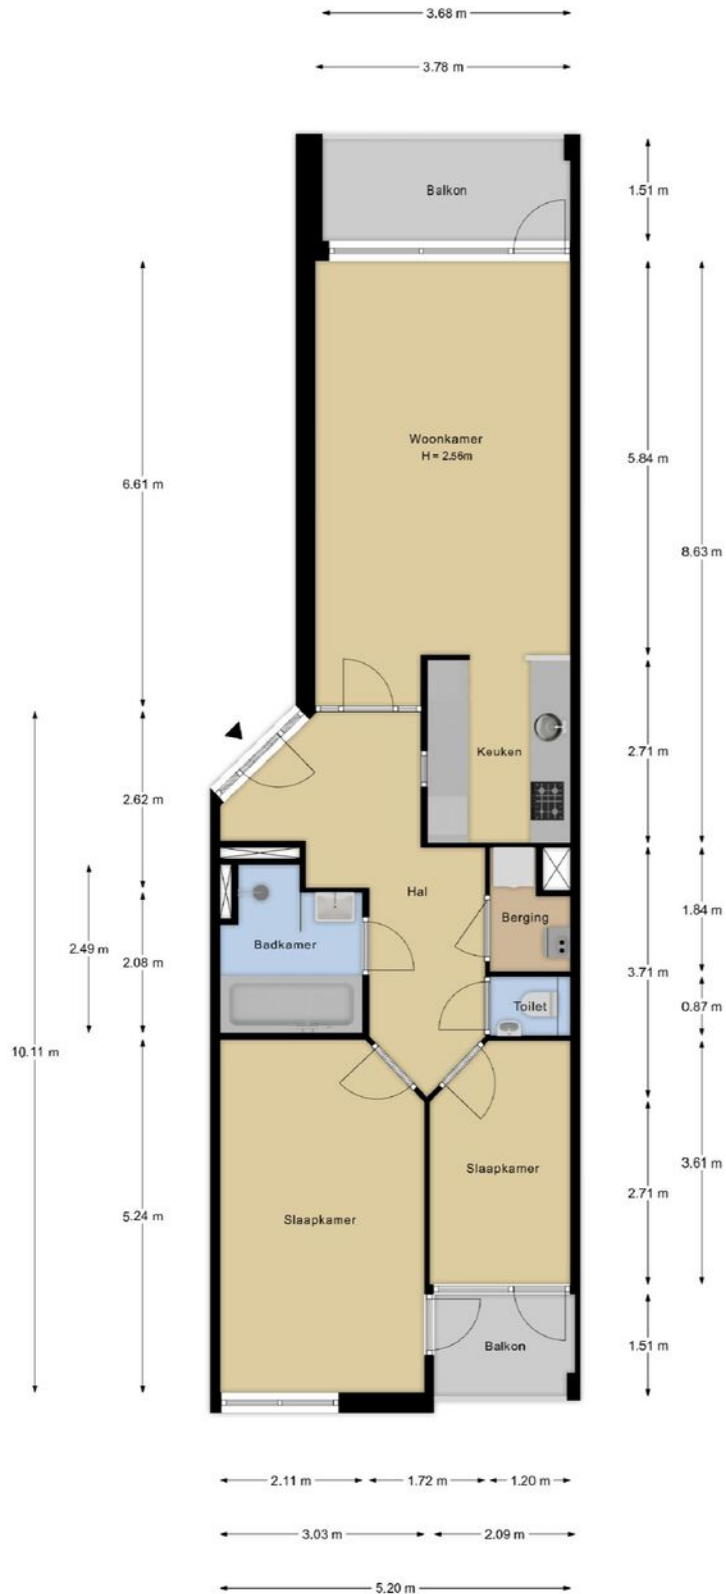 3.68 m
3.78 m
Balkon
1.51 m
Woonkamer
H = 2.56m
5.84 m
6.61 m
8.63 m
Keuken
2.71 m
2.62 m
Hal
1.84 m
Berging
Badkamer
2.49 m
2.08 m
3.71 m
Toilet
0.87 m
10.11 m
3.61 m
Slaapkamer
2.71 m
5.24 m
Slaapkamer
Balkon
1.51 m
2.11 m
1.72 m
1.20 m
3.03 m
2.09 m
5.20 m